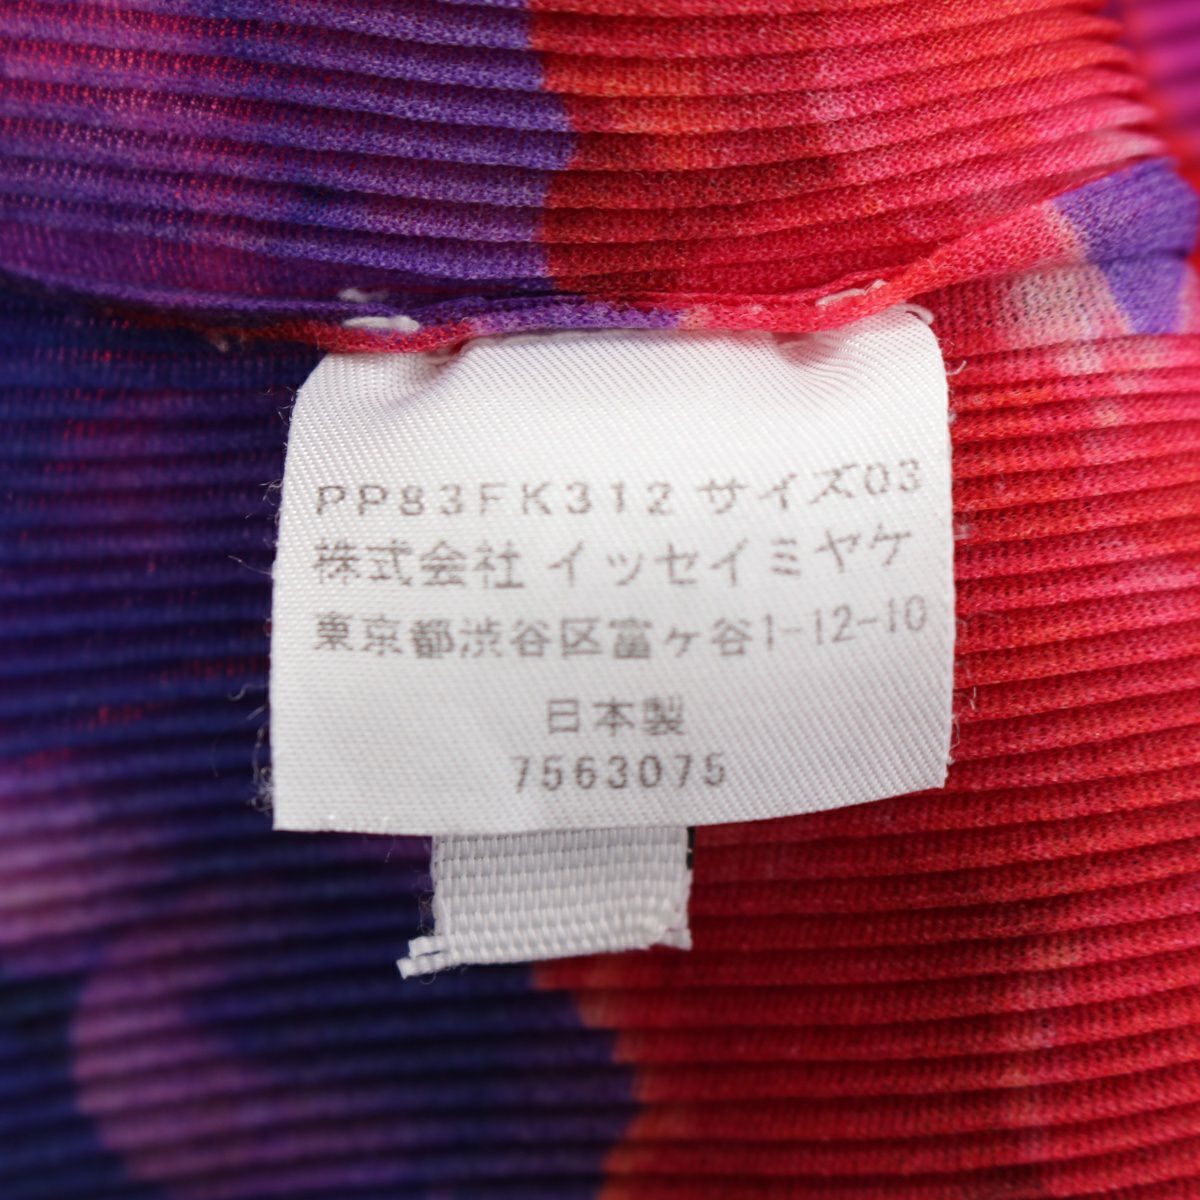 PP83FK312 サイズ03
株式会社 イッセイミヤケ
東京都渋谷区富ヶ谷1-12-10
日本製
7563075